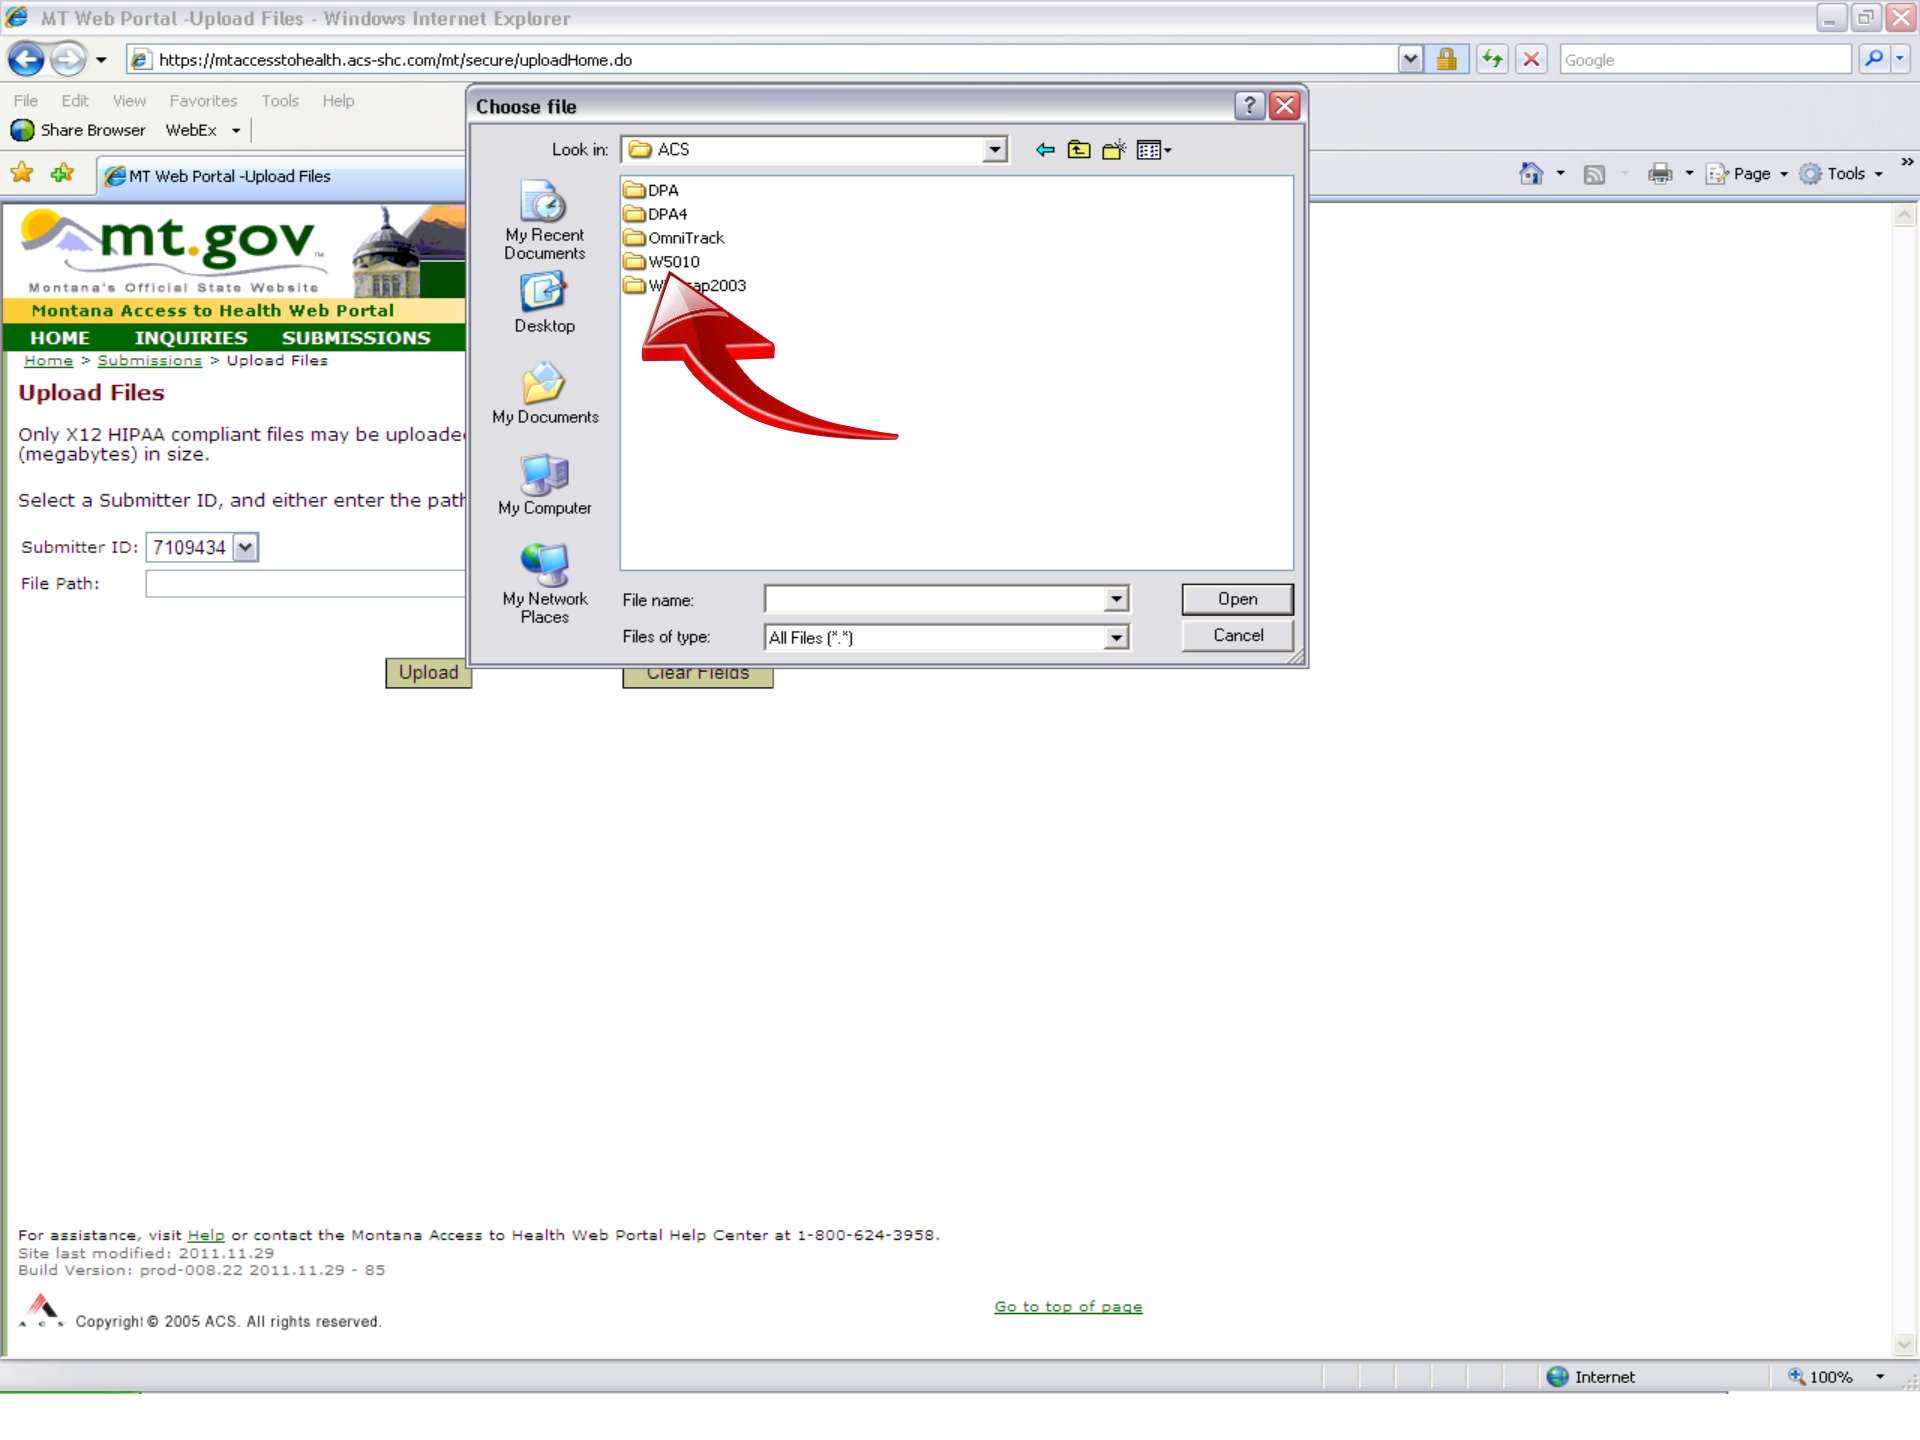 MT Web Portal -Upload Files - Windows Internet Explorer
https://mtaccesstohealth.acs-shc.com/mt/secure/uploadHome.do
Google
File Edit View Favorites Tools Help
Share Browser WebEx
MT Web Portal -Upload Files
Page Tools »
mt.gov
Montana's Official State Website
Montana Access to Health Web Portal
HOME INQUIRIES SUBMISSIONS
Home > Submissions > Upload Files
Upload Files
Only X12 HIPAA compliant files may be uploade
(megabytes) in size.
Select a Submitter ID, and either enter the path
Submitter ID: 7109434
File Path:
Upload Clear Fields
Choose file
Look in: ACS
My Recent
Documents
Desktop
My Documents
My Computer
My Network
Places
DPA
DPA4
OmniTrack
W5010
File name:
Open
Files of type: All Files (*.*)
Cancel
For assistance, visit Help or contact the Montana Access to Health Web Portal Help Center at 1-800-624-3958.
Site last modified: 2011.11.29
Build Version: prod-008.22 2011.11.29 - 85
A C S Copyright © 2005 ACS. All rights reserved.
Go to top of page
Internet 100%